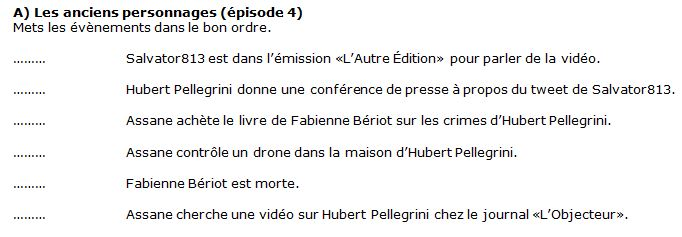 A) Les anciens personnages (épisode 4)
Mets les évènements dans le bon ordre.
......... Salvator813 est dans l’émission «L’Autre Édition» pour parler de la vidéo.
......... Hubert Pellegrini donne une conférence de presse à propos du tweet de Salvator813.
......... Assane achète le livre de Fabienne Bériot sur les crimes d’Hubert Pellegrini.
......... Assane contrôle un drone dans la maison d’Hubert Pellegrini.
......... Fabienne Bériot est morte.
......... Assane cherche une vidéo sur Hubert Pellegrini chez le journal «L’Objecteur».